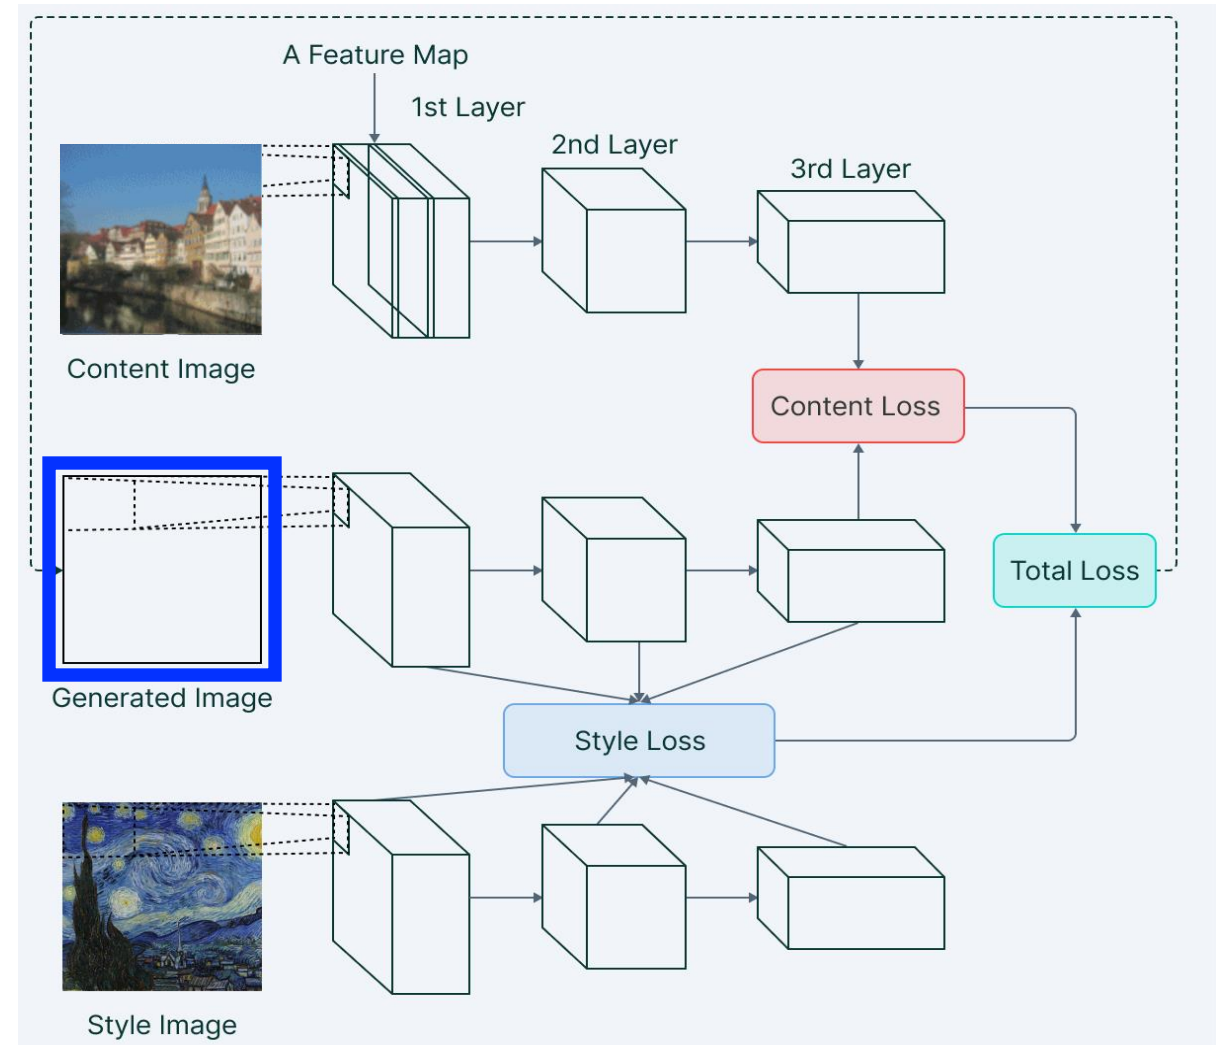 A Feature Map
1st Layer
2nd Layer
3rd Layer
Content Image
Content Loss
Total Loss
Generated Image
Style Loss
Style Image